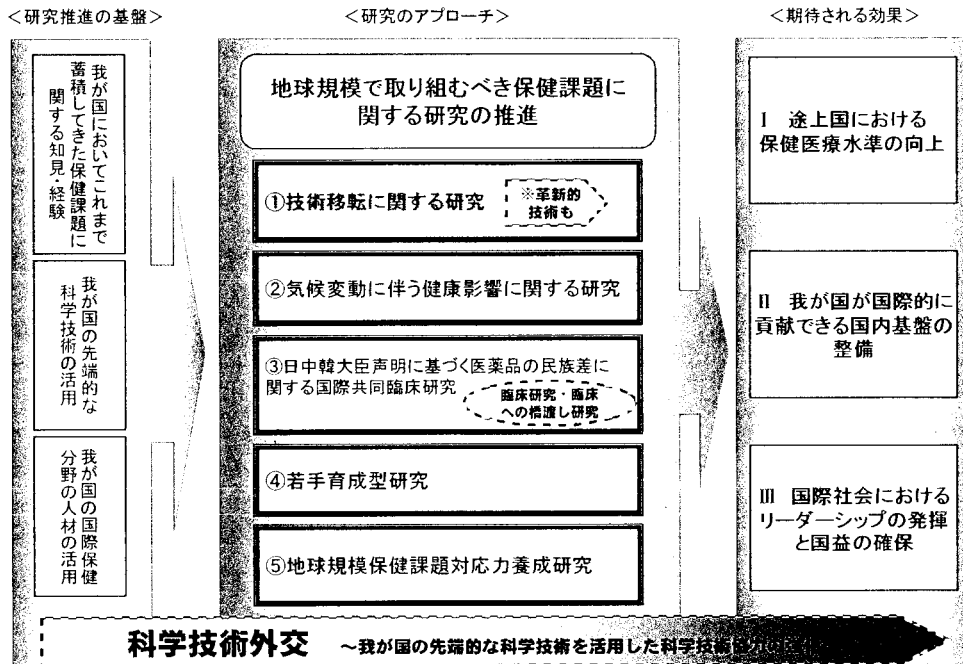 ＜研究推進の基盤＞
＜研究のアプローチ＞
＜期待される効果＞
我が国においてこれまで
蓄積してきた保健課題に
関する知見・経験
我が国の先端的な
科学技術の活用
我が国の国際保健
分野の人材の活用
地球規模で取り組むべき保健課題に
関する研究の推進
①技術移転に関する研究
※革新的
技術も
②気候変動に伴う健康影響に関する研究
③日中韓大臣声明に基づく医薬品の民族差に
関する国際共同臨床研究
臨床研究・臨床
への橋渡し研究
④若手育成型研究
⑤地球規模保健課題対応力養成研究
Ⅰ 途上国における
保健医療水準の向上
Ⅱ 我が国が国際的に
貢献できる国内基盤の
整備
Ⅲ 国際社会における
リーダーシップの発揮
と国益の確保
科学技術外交 ～我が国の先端的な科学技術を活用した科学技術